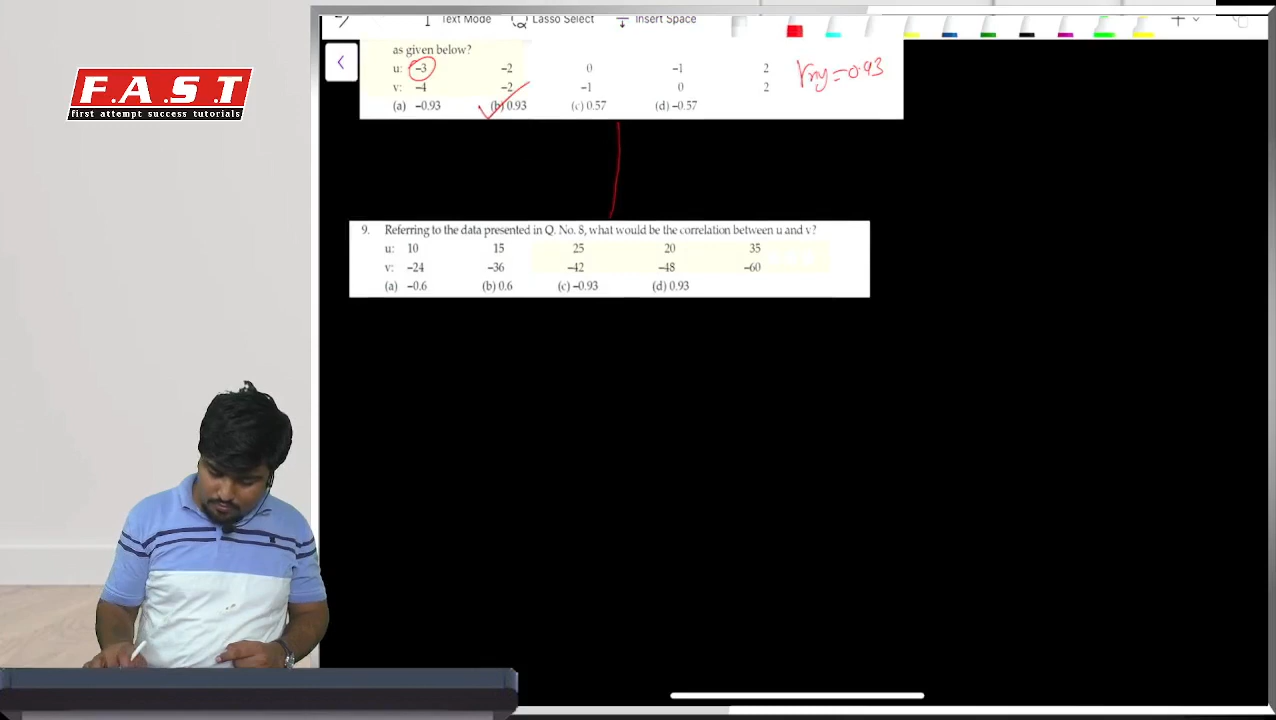 Text Mode Lasso Select Insert Space
F.A.S.T
first attempt success tutorials
as given below?
u: –3 –2 0 –1 2
rxy=0.93
v: –4 –2 –1 0 2
(a) –0.93 (b) 0.93 (c) 0.57 (d) –0.57
9. Referring to the data presented in Q. No. 8, what would be the correlation between u and v?
u: 10 15 25 20 35
v: –24 –36 –42 –48 –60
(a) –0.6 (b) 0.6 (c) –0.93 (d) 0.93